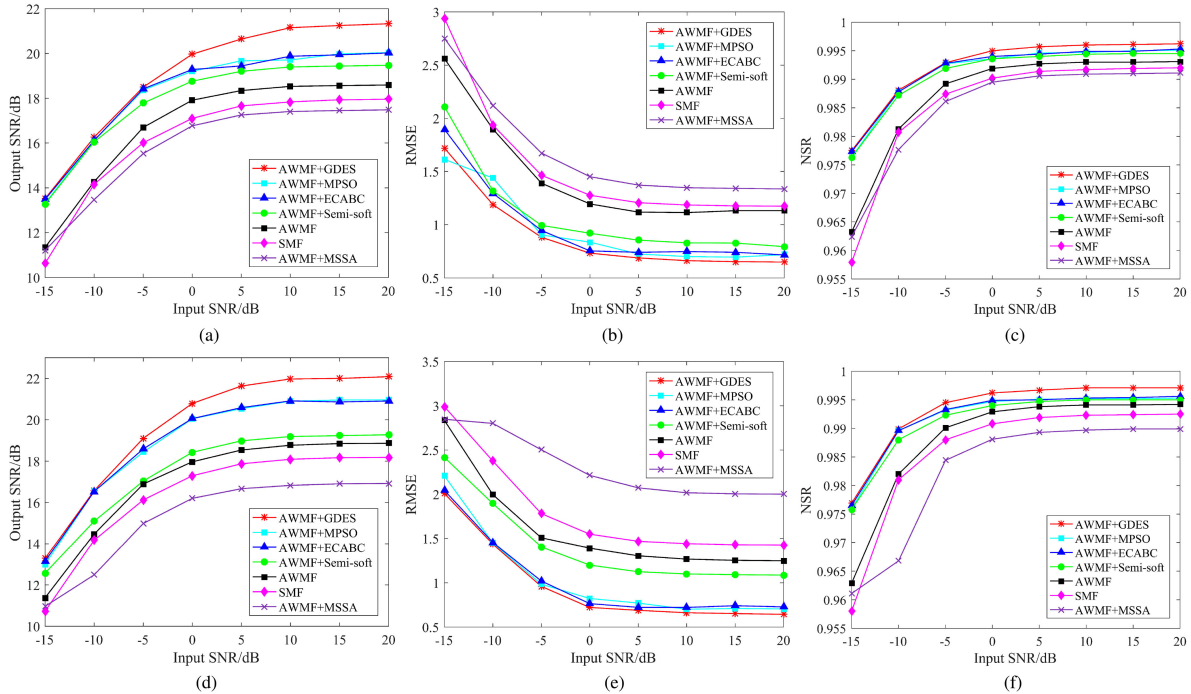 Output SNR/dB
22
20
18
16
14
12
10
-15 -10 -5 0 5 10 15 20
Input SNR/dB
AWMF+GDES
AWMF+MPSO
AWMF+ECABC
AWMF+Semi-soft
AWMF
SMF
AWMF+MSSA
(a)
RMSE
3
2.5
2
1.5
1
0.5
-15 -10 -5 0 5 10 15 20
Input SNR/dB
AWMF+GDES
AWMF+MPSO
AWMF+ECABC
AWMF+Semi-soft
AWMF
SMF
AWMF+MSSA
(b)
NSR
1
0.995
0.99
0.985
0.98
0.975
0.97
0.965
0.96
0.955
-15 -10 -5 0 5 10 15 20
Input SNR/dB
AWMF+GDES
AWMF+MPSO
AWMF+ECABC
AWMF+Semi-soft
AWMF
SMF
AWMF+MSSA
(c)
Output SNR/dB
22
20
18
16
14
12
10
-15 -10 -5 0 5 10 15 20
Input SNR/dB
AWMF+GDES
AWMF+MPSO
AWMF+ECABC
AWMF+Semi-soft
AWMF
SMF
AWMF+MSSA
(d)
RMSE
3.5
3
2.5
2
1.5
1
0.5
-15 -10 -5 0 5 10 15 20
Input SNR/dB
AWMF+GDES
AWMF+MPSO
AWMF+ECABC
AWMF+Semi-soft
AWMF
SMF
AWMF+MSSA
(e)
NSR
1
0.995
0.99
0.985
0.98
0.975
0.97
0.965
0.96
0.955
-15 -10 -5 0 5 10 15 20
Input SNR/dB
AWMF+GDES
AWMF+MPSO
AWMF+ECABC
AWMF+Semi-soft
AWMF
SMF
AWMF+MSSA
(f)